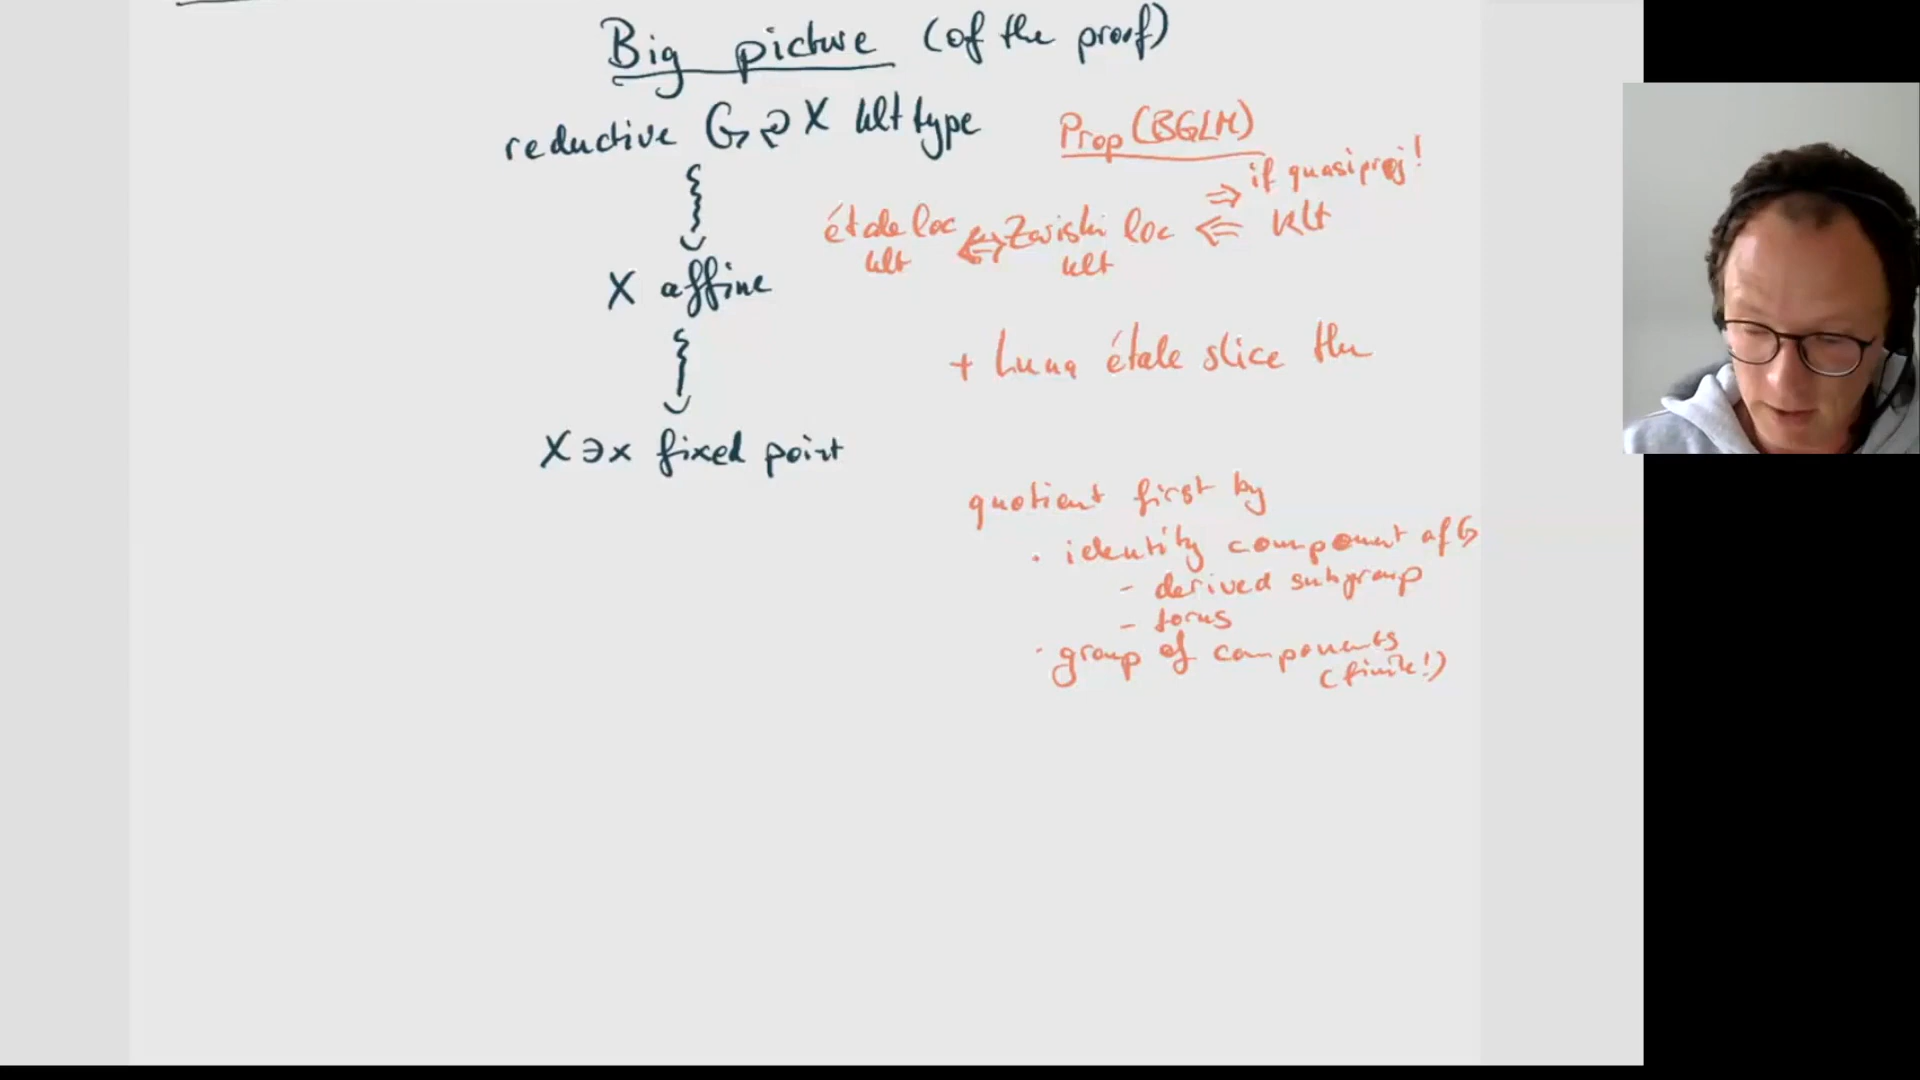 Big picture (of the proof)
reductive G ⊋ X klt type
Prop (BGLM)
⇒ if quasiproj!
étale loc klt ⇔ Zariski loc klt ⇐ klt
X affine
+ Luna étale slice thm
X ∋ x fixed point
quotient first by
· identity component of G
- derived subgroup
- torus
· group of components
(finite!)